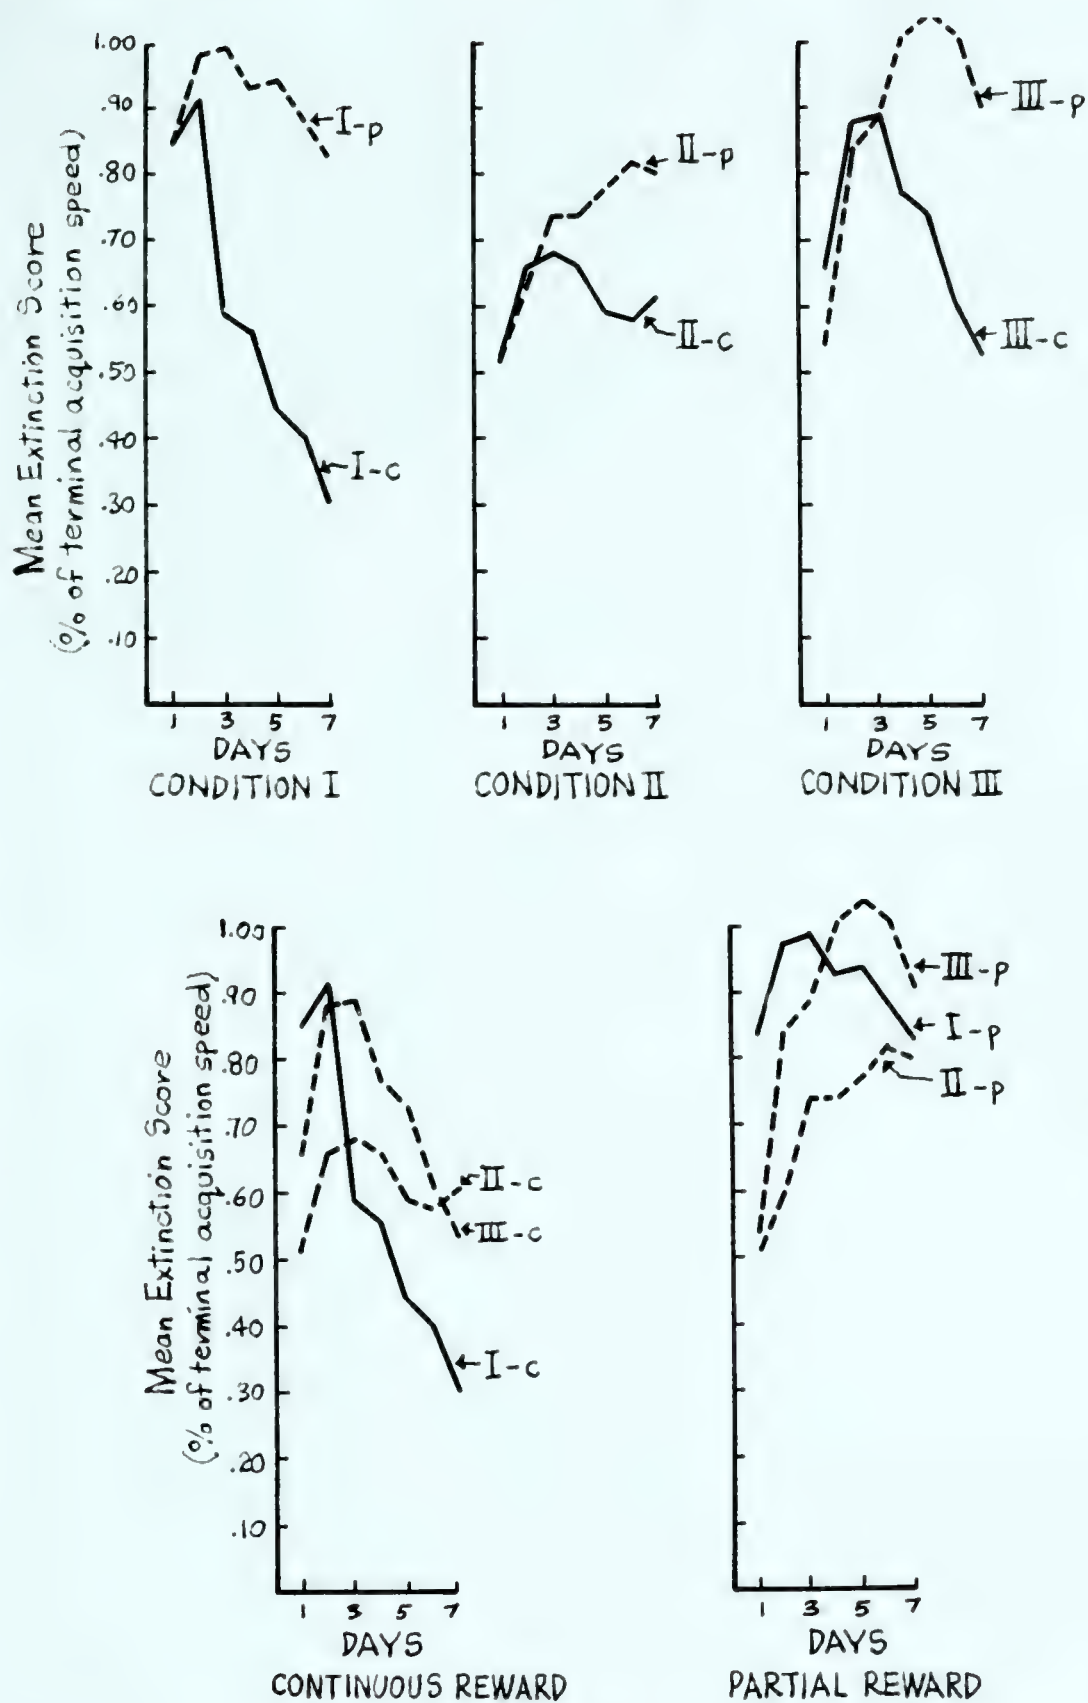 Mean Extinction Score
(% of terminal acquisition speed)
1.00
.90
.80
.70
.60
.50
.40
.30
.20
.10
I-p
I-c
1 3 5 7
DAYS
CONDITION I
II-p
II-c
1 3 5 7
DAYS
CONDITION II
III-p
III-c
1 3 5 7
DAYS
CONDITION III
Mean Extinction Score
(% of terminal acquisition speed)
1.00
.90
.80
.70
.60
.50
.40
.30
.20
.10
II-c
III-c
I-c
1 3 5 7
DAYS
CONTINUOUS REWARD
III-p
I-p
II-p
1 3 5 7
DAYS
PARTIAL REWARD